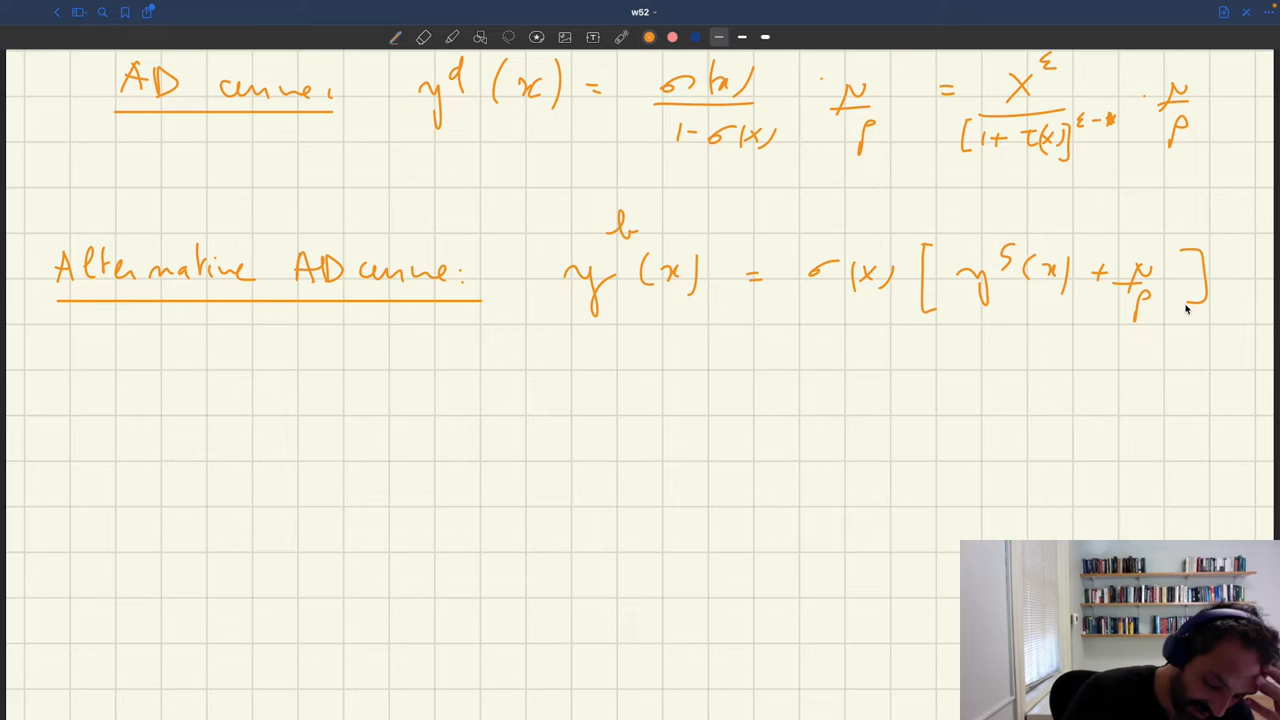 w52
AD curve: y^d (x) = σ(x) / 1 - σ(x) · μ/ρ = x^ε / [1 + τ(x)]^ε-1 · μ/ρ
Alternative AD curve: y^b (x) = σ(x) [ y^s(x) + μ/ρ ]